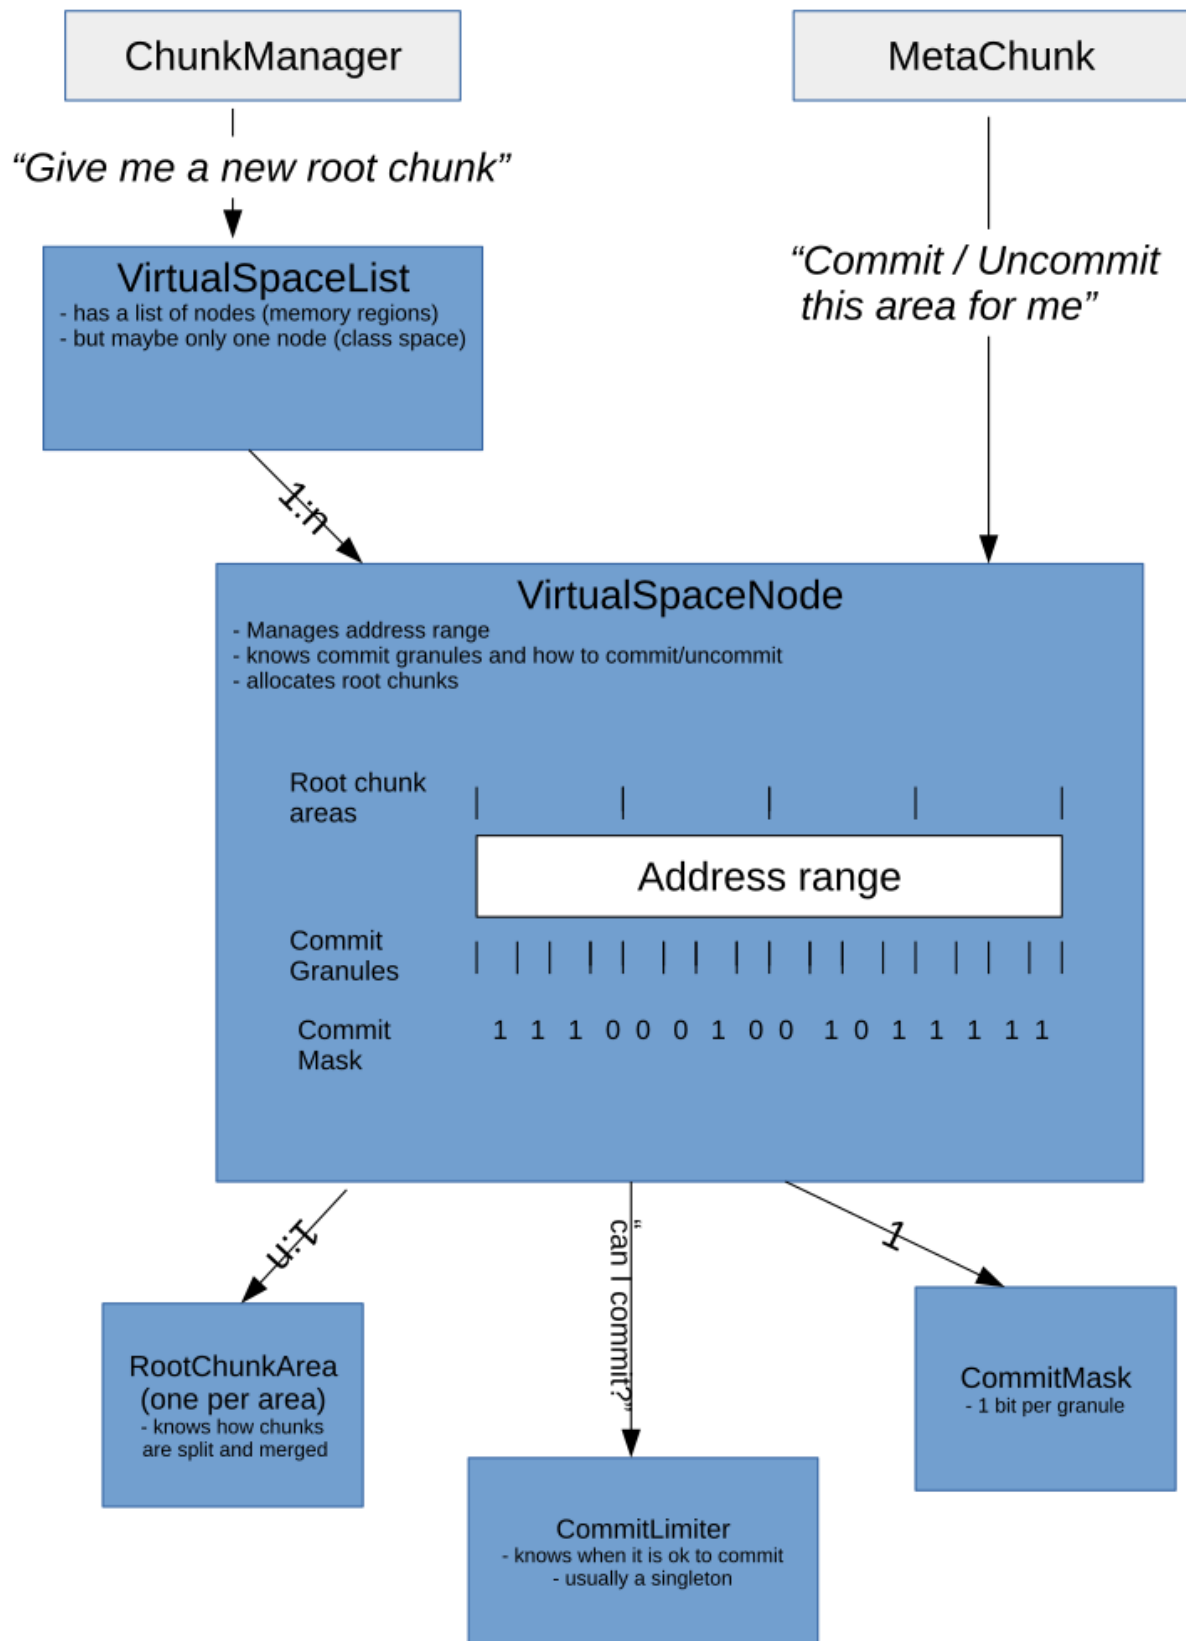 ChunkManager
MetaChunk
“Give me a new root chunk”
“Commit / Uncommit
this area for me”
VirtualSpaceList
- has a list of nodes (memory regions)
- but maybe only one node (class space)
1:n
VirtualSpaceNode
- Manages address range
- knows commit granules and how to commit/uncommit
- allocates root chunks
Root chunk
areas
Address range
Commit
Granules
Commit
Mask
1 1 1 0 0 0 1 0 0 1 0 1 1 1 1
1:n
“
can I commit?”
1
RootChunkArea
(one per area)
- knows how chunks
are split and merged
CommitLimiter
- knows when it is ok to commit
- usually a singleton
CommitMask
- 1 bit per granule